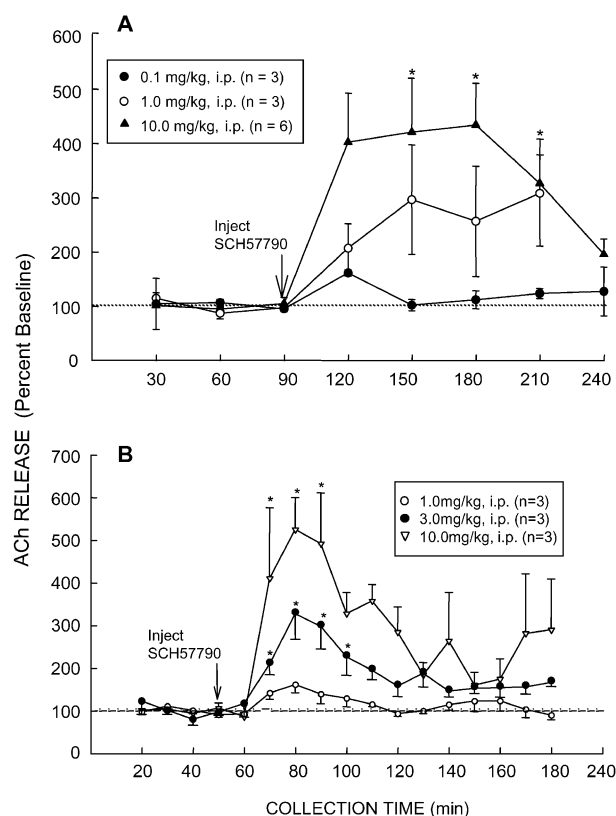 A
600
500
400
300
200
100
0
0.1 mg/kg, i.p. (n = 3)
1.0 mg/kg, i.p. (n = 3)
10.0 mg/kg, i.p. (n = 6)
* * *
Inject
SCH57790
30 60 90 120 150 180 210 240
ACh RELEASE (Percent Baseline)
B
700
600
500
400
300
200
100
0
1.0mg/kg, i.p. (n=3)
3.0mg/kg, i.p. (n=3)
10.0mg/kg, i.p. (n=3)
* * *
* * * *
Inject
SCH57790
20 40 60 80 100 120 140 160 180 200 220 240
COLLECTION TIME (min)